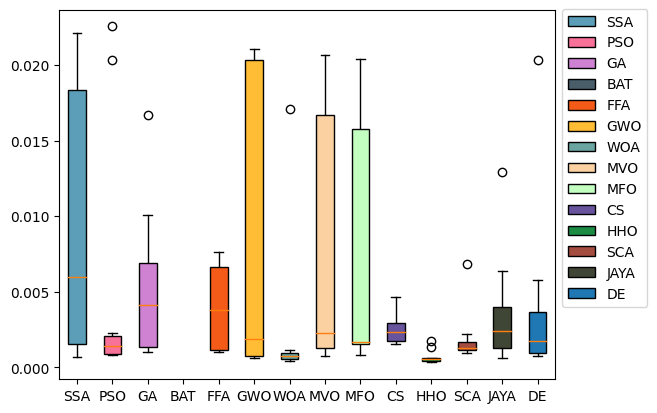 0.020
0.015
0.010
0.005
0.000
SSA PSO GA BAT FFA GWO WOA MVO MFO CS HHO SCA JAYA DE
SSA
PSO
GA
BAT
FFA
GWO
WOA
MVO
MFO
CS
HHO
SCA
JAYA
DE